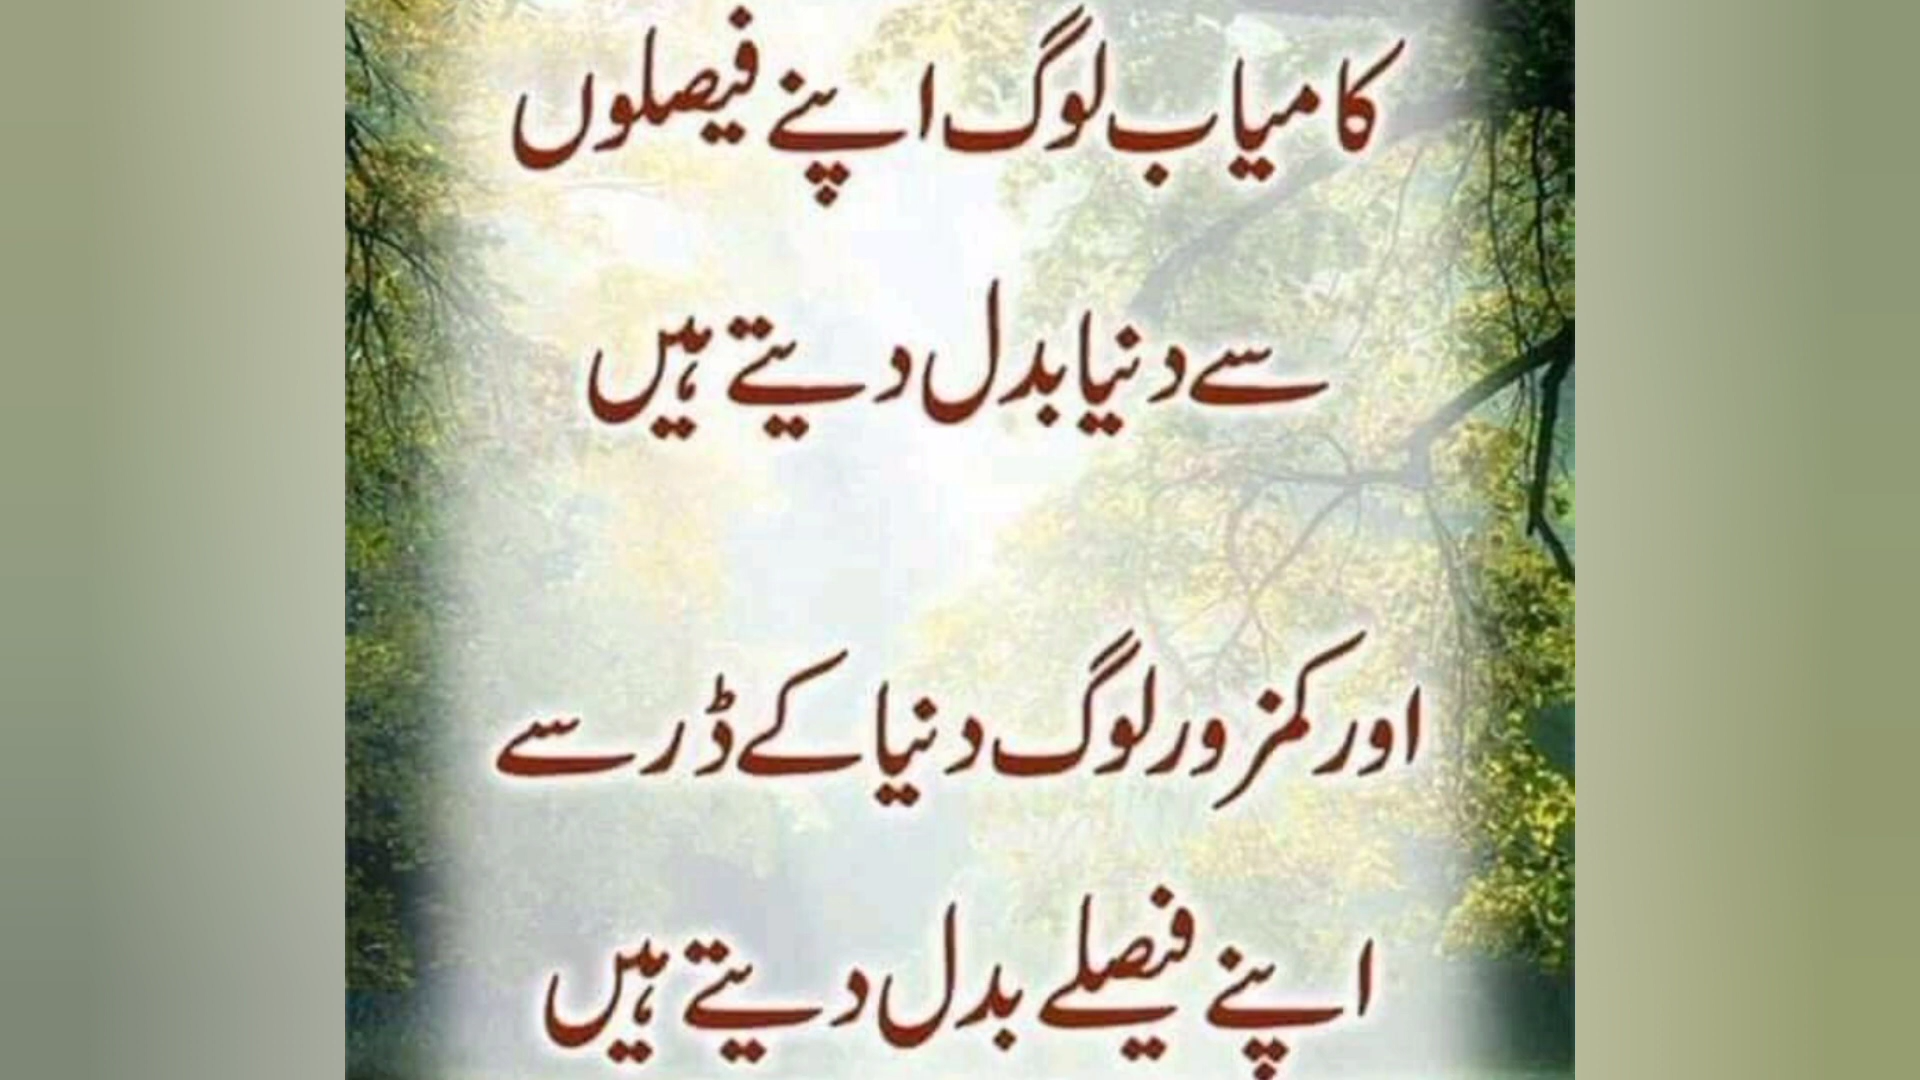 کامیاب لوگ اپنے فیصلوں
سے دنیا بدل دیتے ہیں
اور کمزور لوگ دنیا کے ڈر سے
اپنے فیصلے بدل دیتے ہیں